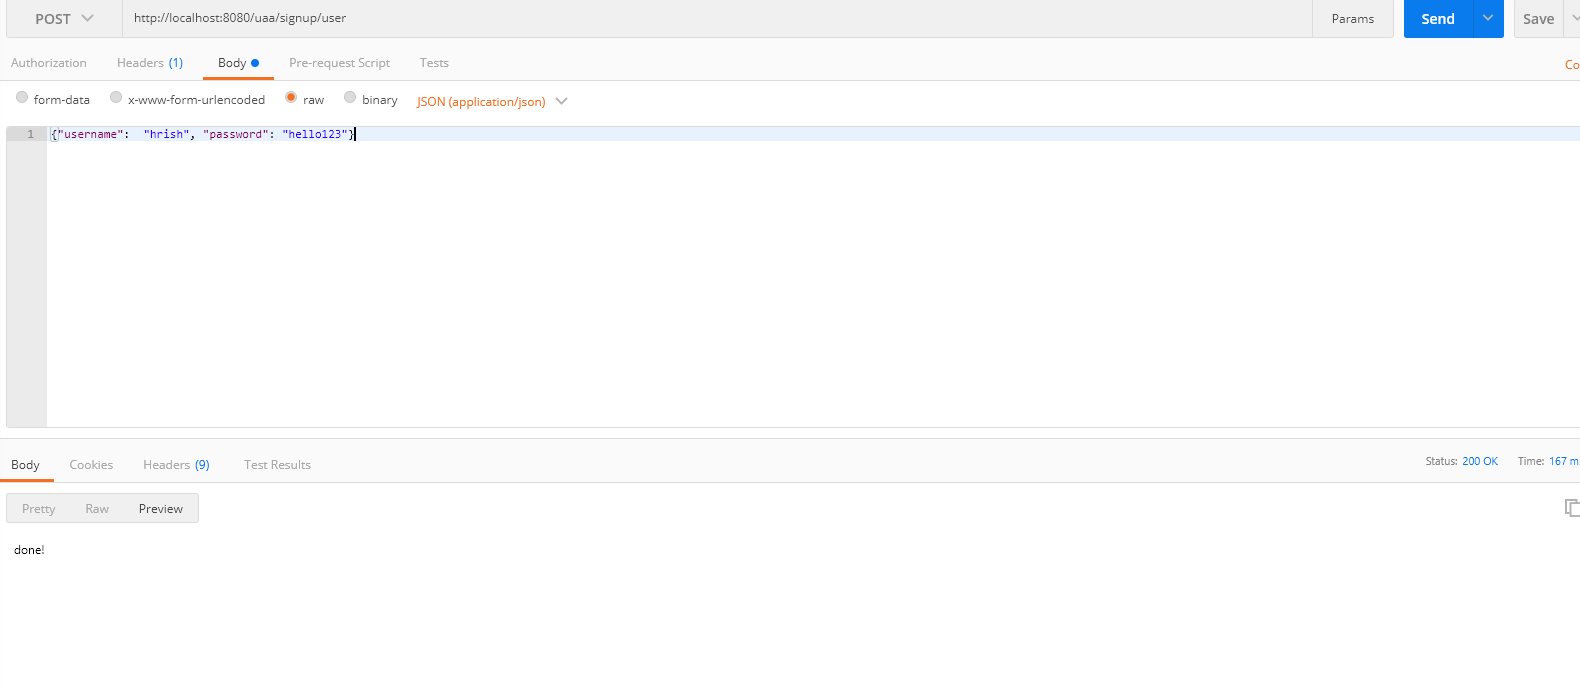 POST http://localhost:8080/uaa/signup/user Params Send Save
Authorization Headers (1) Body Pre-request Script Tests Co
form-data x-www-form-urlencoded raw binary JSON (application/json)
1 {"username":  "hrish", "password": "hello123"}
Body Cookies Headers (9) Test Results Status: 200 OK Time: 167 m
Pretty Raw Preview
done!